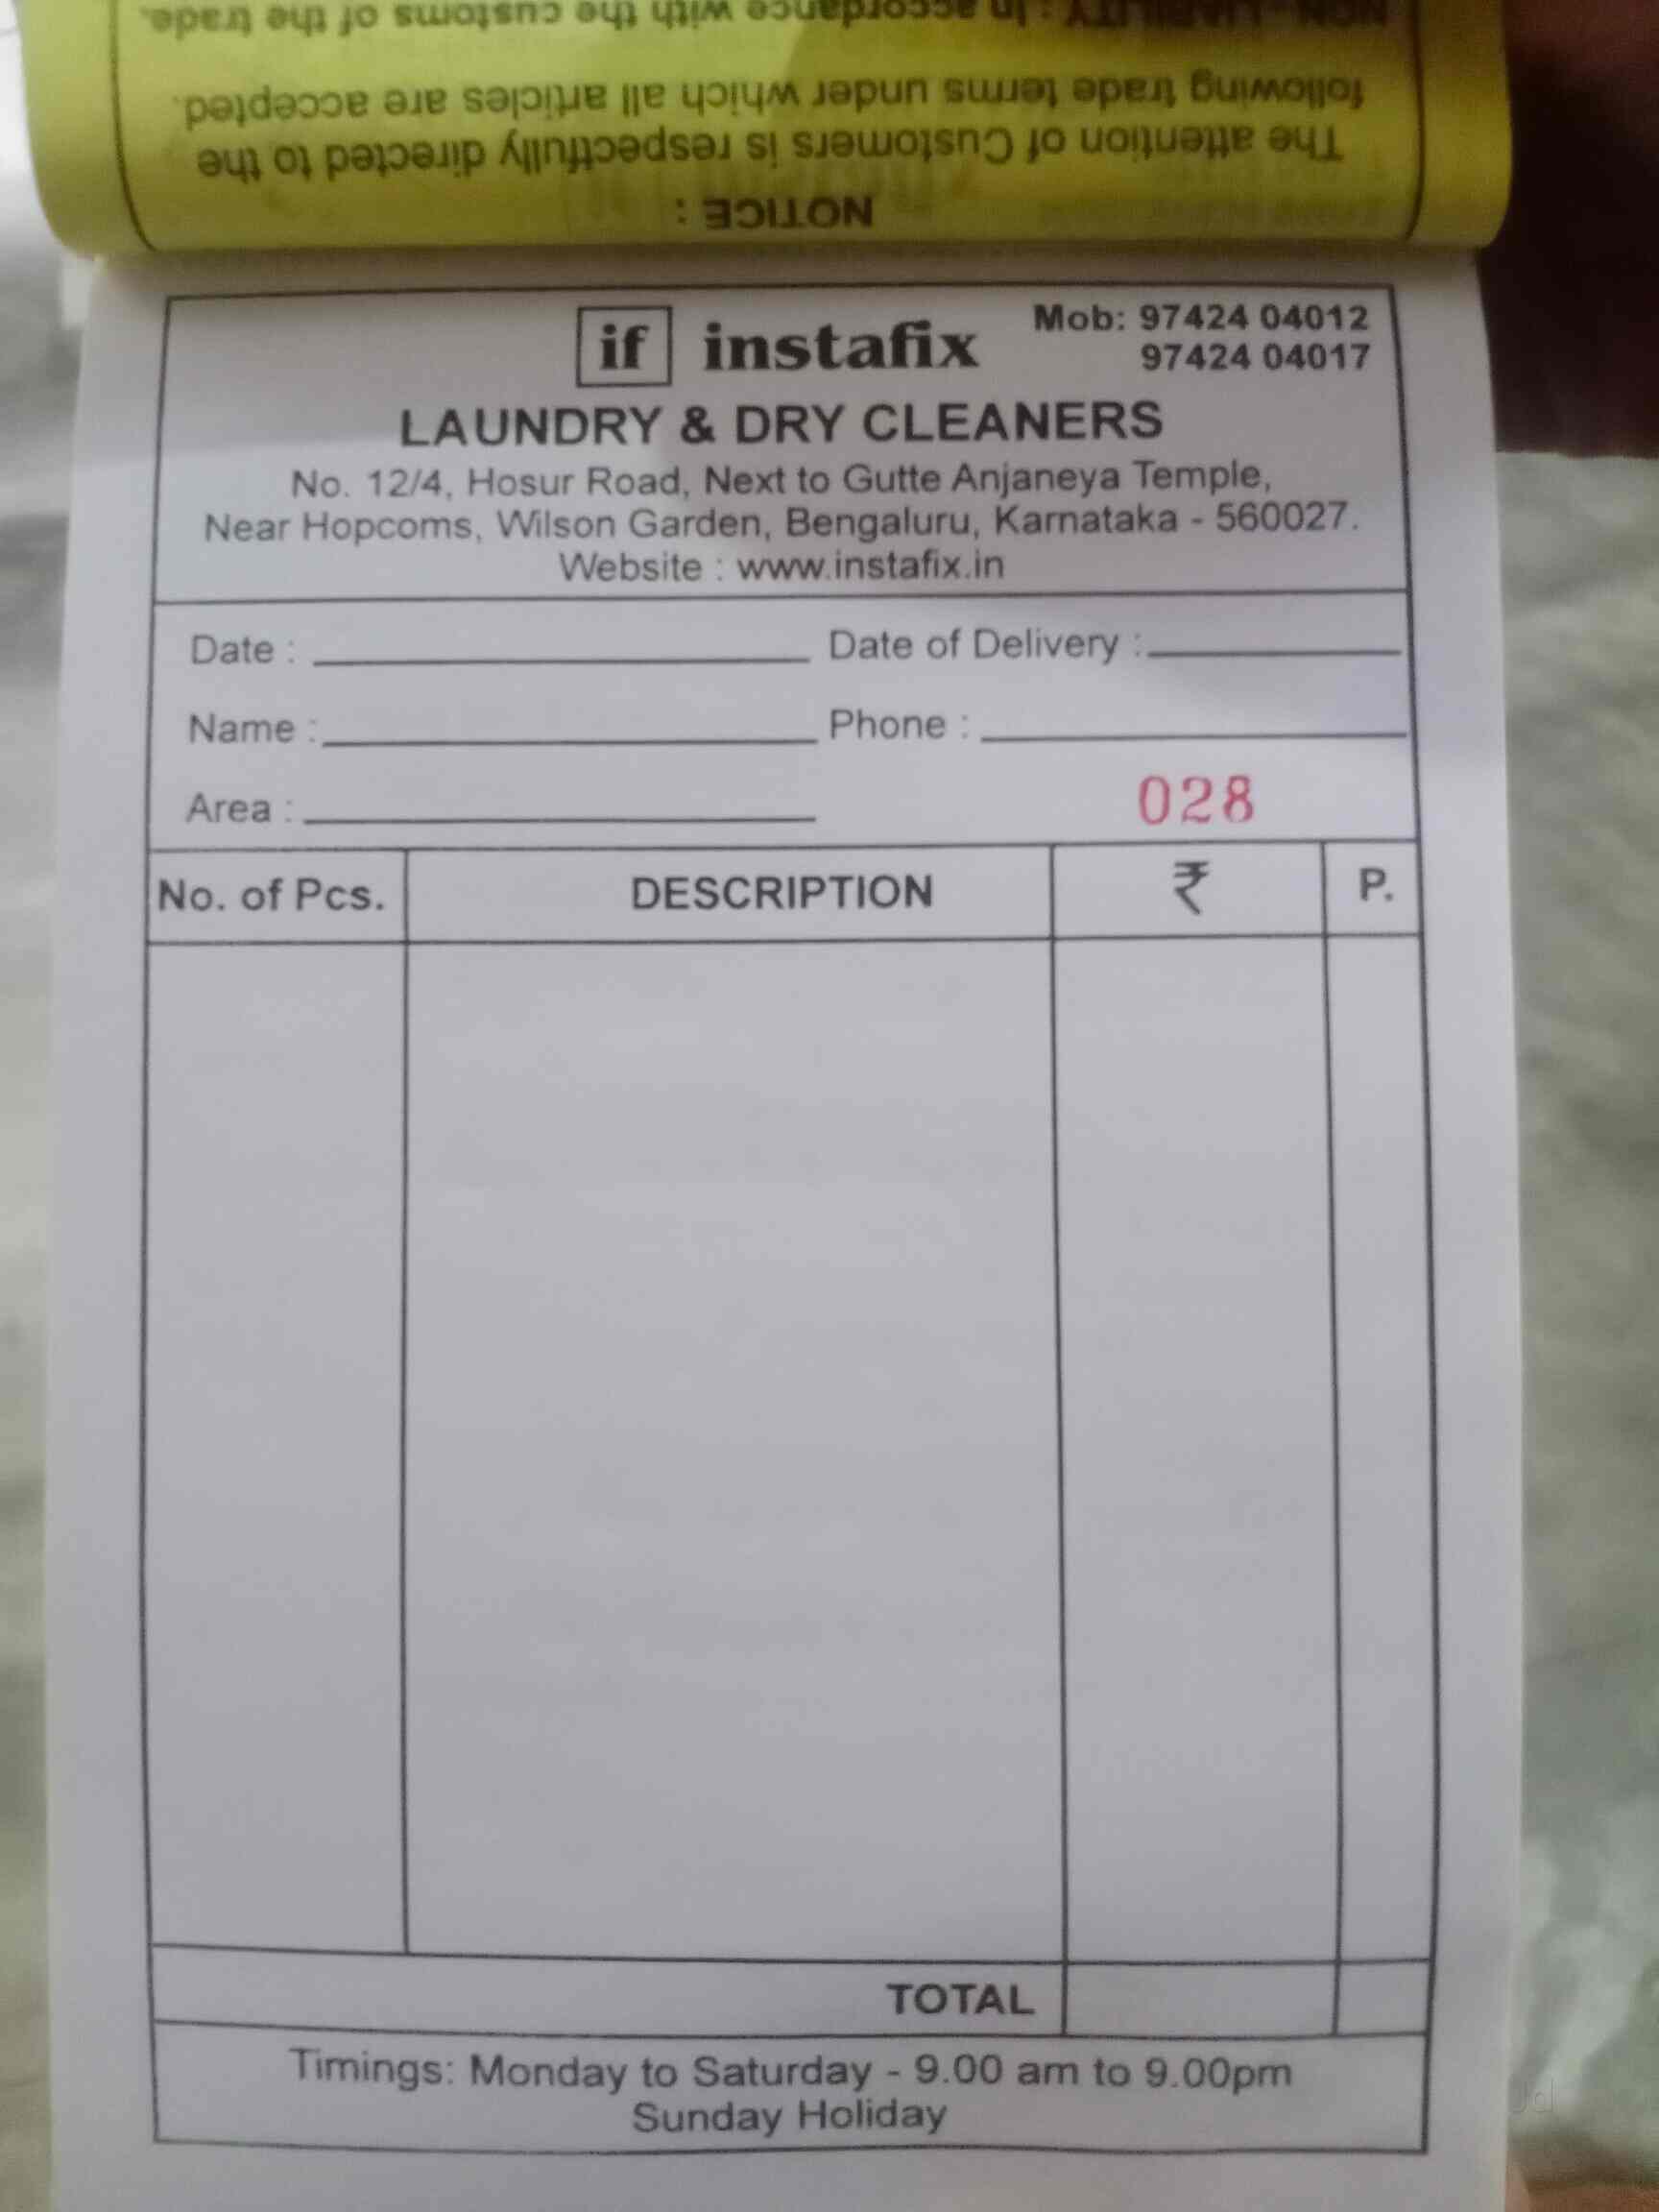 NON-LIABILITY : In accordance with the customs of the trade,
following trade terms under which all articles are accepted.
The attention of Customers is respectfully directed to the
NOTICE :
if instafix Mob: 97424 04012
97424 04017
LAUNDRY & DRY CLEANERS
No. 12/4, Hosur Road, Next to Gutte Anjaneya Temple,
Near Hopcoms, Wilson Garden, Bengaluru, Karnataka - 560027.
Website : www.instafix.in
Date : Date of Delivery :
Name : Phone :
Area : 028
No. of Pcs. DESCRIPTION ₹ P.
TOTAL
Timings: Monday to Saturday - 9.00 am to 9.00pm
Sunday Holiday
Jd